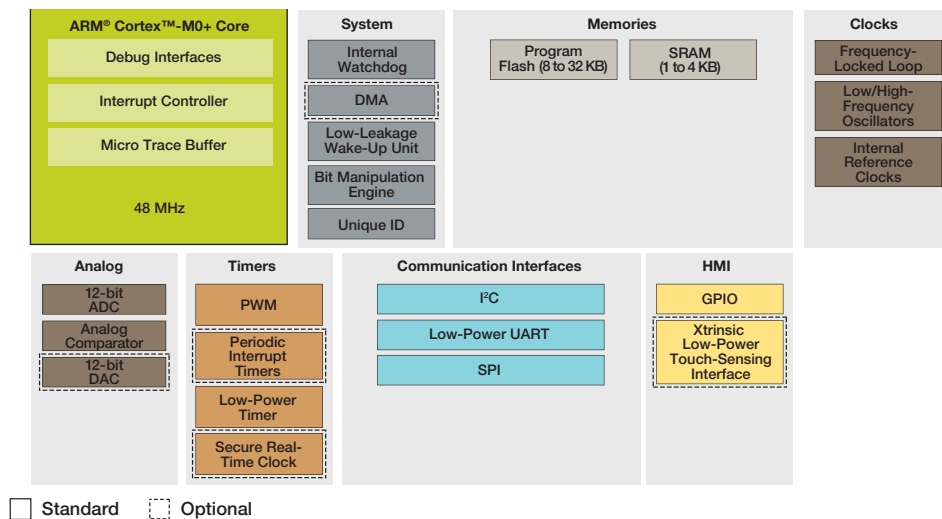 ARM® Cortex™-M0+ Core
Debug Interfaces
Interrupt Controller
Micro Trace Buffer
48 MHz
System
Internal
Watchdog
DMA
Low-Leakage
Wake-Up Unit
Bit Manipulation
Engine
Unique ID
Memories
Program
Flash (8 to 32 KB)
SRAM
(1 to 4 KB)
Clocks
Frequency-
Locked Loop
Low/High-
Frequency
Oscillators
Internal
Reference
Clocks
Analog
12-bit
ADC
Analog
Comparator
12-bit
DAC
Timers
PWM
Periodic
Interrupt
Timers
Low-Power
Timer
Secure Real-
Time Clock
Communication Interfaces
I²C
Low-Power UART
SPI
HMI
GPIO
Xtrinsic
Low-Power
Touch-Sensing
Interface
Standard
Optional